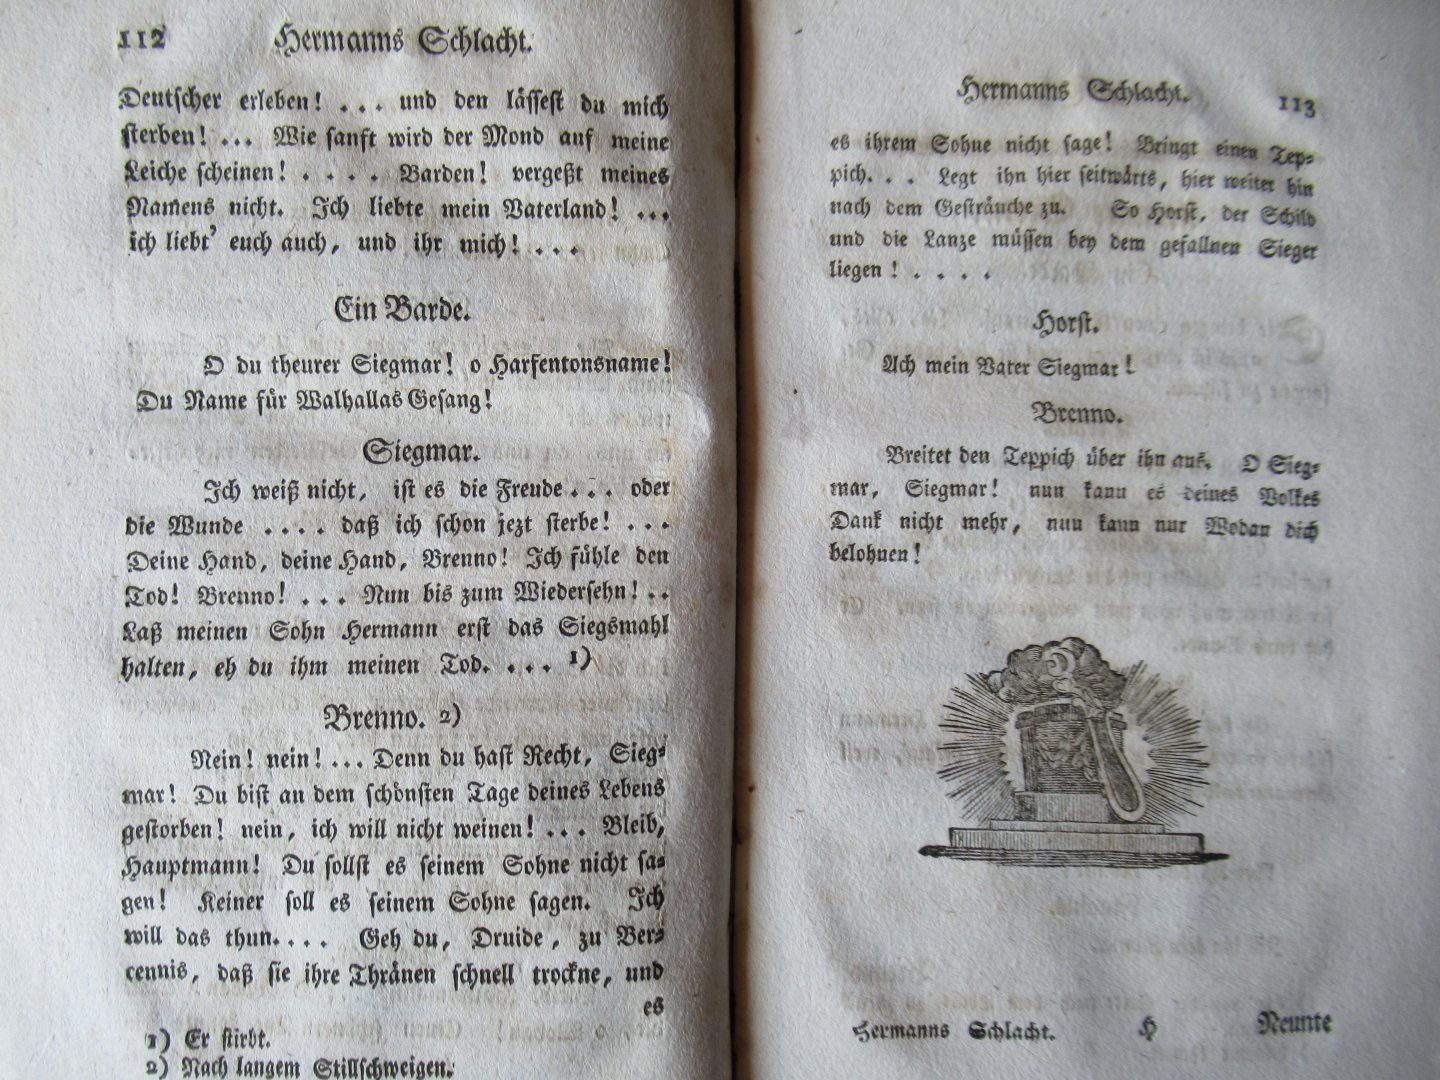 112 Hermanns Schlacht.
Deutscher erleben! . . . und den lässest du mich
sterben! . . . Wie sanft wird der Mond auf meine
Leiche scheinen! . . . . Barden! vergeßt meines
Namens nicht. Ich liebte mein Vaterland! . . .
ich liebt' euch auch, und ihr mich! . . .
Ein Barde.
O du theurer Siegmar! o Harfentonsname!
Du Name für Walhallas Gesang!
Siegmar.
Ich weiß nicht, ist es die Freude . . . oder
die Wunde . . . . daß ich schon jezt sterbe! . . .
Deine Hand, deine Hand, Brenno! Ich fühle den
Tod! Brenno! . . . Nun bis zum Wiedersehn! . .
Laß meinen Sohn Hermann erst das Siegsmahl
halten, eh du ihm meinen Tod. . . . 1)
Brenno. 2)
Nein! nein! . . . Denn du hast Recht, Sieg-
mar! Du bist an dem schönsten Tage deines Lebens
gestorben! nein, ich will nicht weinen! . . . Bleib,
Hauptmann! Du sollst es seinem Sohne nicht sa-
gen! Keiner soll es seinem Sohne sagen. Ich
will das thun. . . . Geh du, Druide, zu Ber-
cennis, daß sie ihre Thränen schnell trockne, und
es
1) Er stirbt.
2) Nach langem Stillschweigen.
Hermanns Schlacht. 113
es ihrem Sohne nicht sage! Bringt einen Tep-
pich. . . Legt ihn hier seitwärts, hier weiter hin
nach dem Gesträuche zu. So Horst, der Schild
und die Lanze müssen bey dem gefallnen Sieger
liegen! . . . .
Horst.
Ach mein Vater Siegmar!
Brenno.
Breitet den Teppich über ihn aus. O Sieg-
mar, Siegmar! nun kann es deines Volkes
Dank nicht mehr, nun kann nur Wodan dich
belohnen!
Hermanns Schlacht. H Neunte